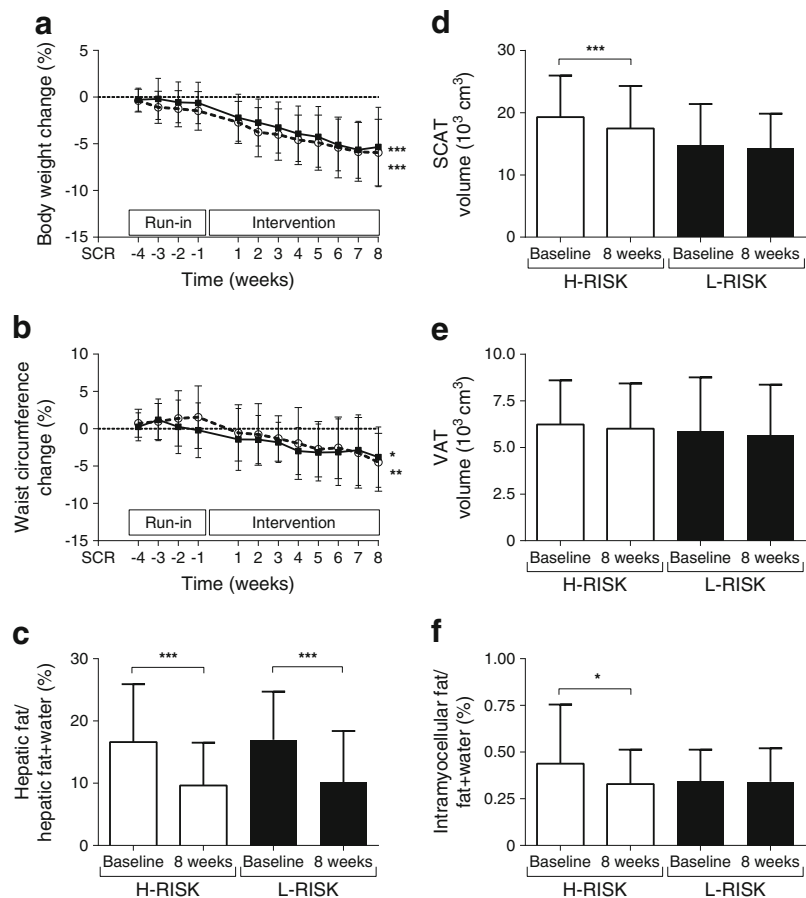 a
Body weight change (%)
5
0
-5
-10
-15
***
***
Run-in
Intervention
SCR
-4 -3 -2 -1 1 2 3 4 5 6 7 8
Time (weeks)
b
Waist circumference
change (%)
10
5
0
-5
-10
-15
*
**
Run-in
Intervention
SCR
-4 -3 -2 -1 1 2 3 4 5 6 7 8
Time (weeks)
c
Hepatic fat/
hepatic fat+water (%)
30
20
10
0
***
***
Baseline 8 weeks Baseline 8 weeks
H-RISK L-RISK
d
SCAT
volume (10³ cm³)
30
20
10
0
***
Baseline 8 weeks Baseline 8 weeks
H-RISK L-RISK
e
VAT
volume (10³ cm³)
10.0
7.5
5.0
2.5
0
Baseline 8 weeks Baseline 8 weeks
H-RISK L-RISK
f
Intramyocellular fat/
fat+water (%)
1.00
0.75
0.50
0.25
0
*
Baseline 8 weeks Baseline 8 weeks
H-RISK L-RISK